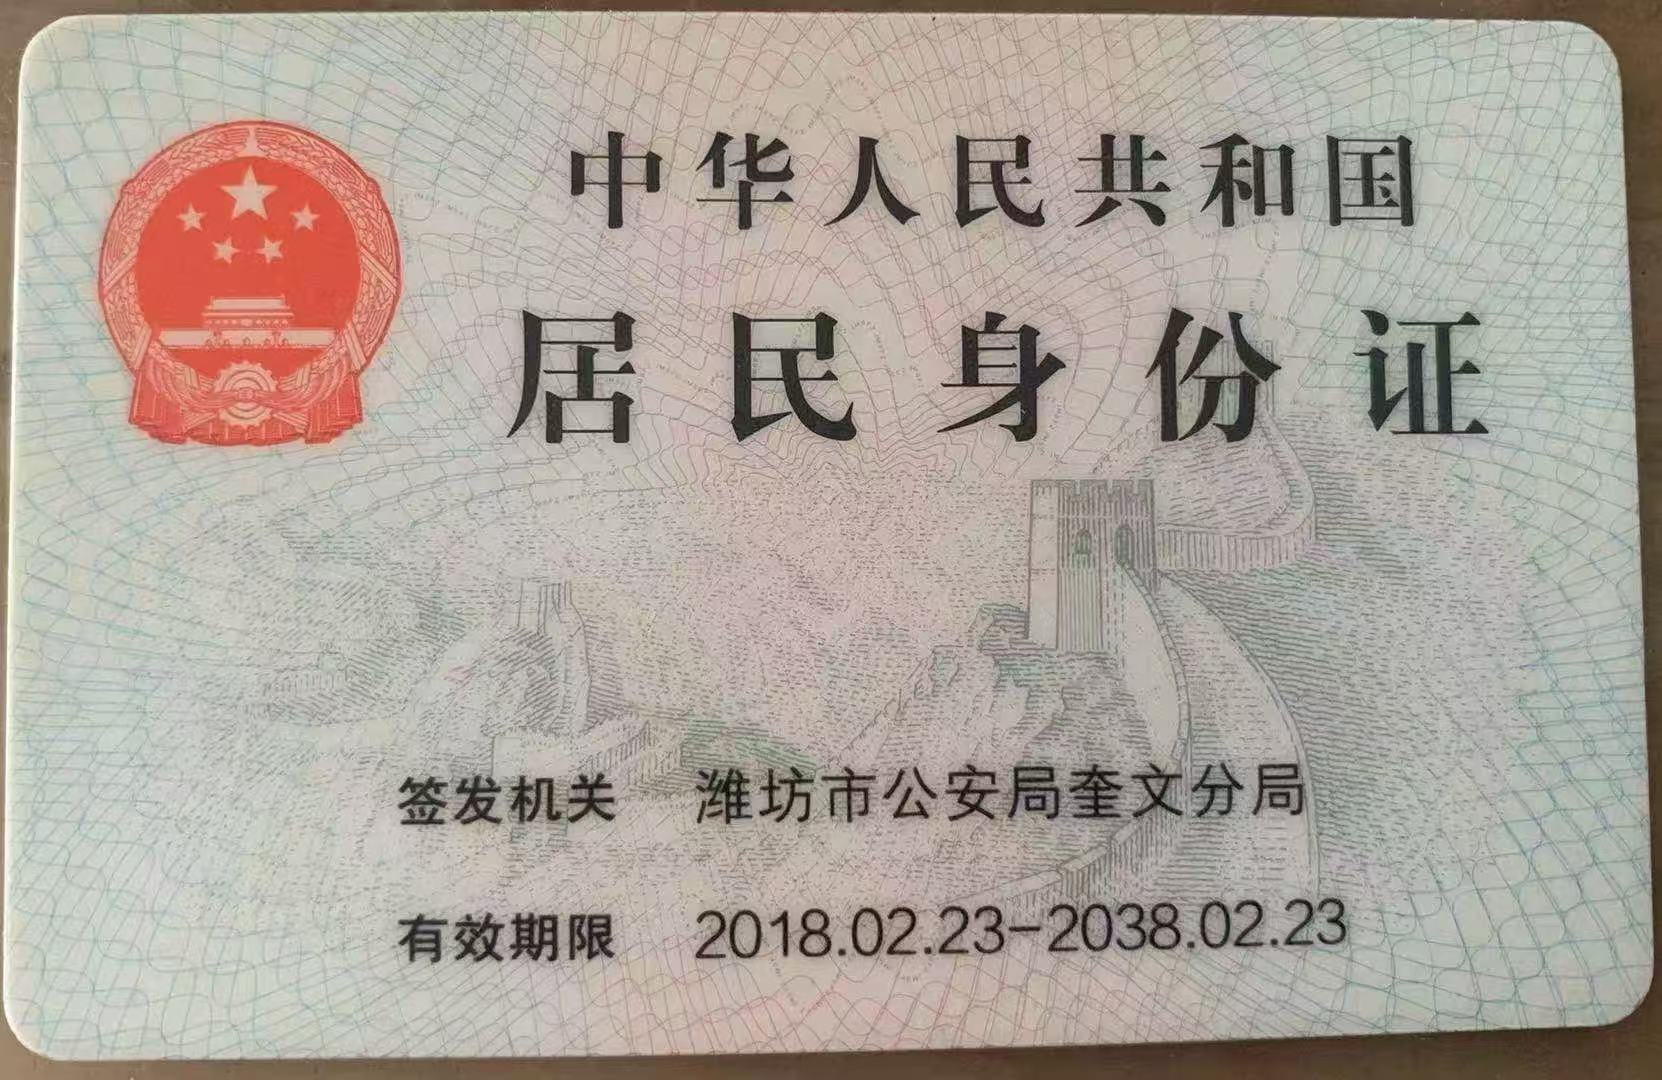 中华人民共和国
居民身份证
签发机关 潍坊市公安局奎文分局
有效期限 2018.02.23-2038.02.23